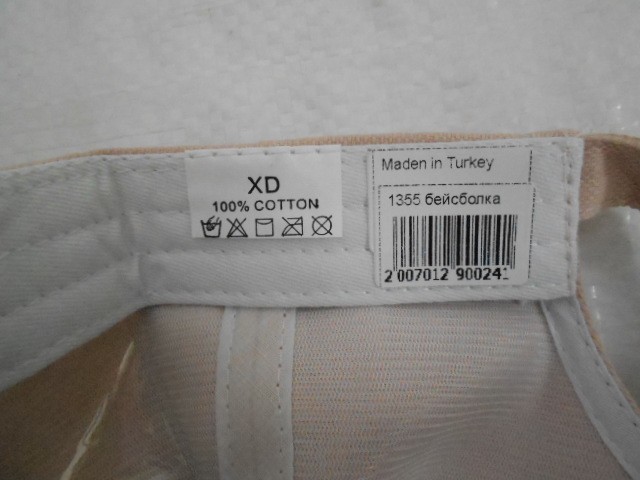 XD
100% COTTON
Maden in Turkey
1355 бейсболка
2 007012 900241